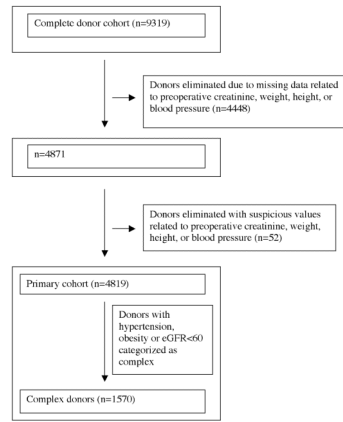 Complete donor cohort (n=9319)
Donors eliminated due to missing data related
to preoperative creatinine, weight, height, or
blood pressure (n=4448)
n=4871
Donors eliminated with suspicious values
related to preoperative creatinine, weight,
height, or blood pressure (n=52)
Primary cohort (n=4819)
Donors with
hypertension,
obesity or eGFR<60
categorized as
complex
Complex donors (n=1570)